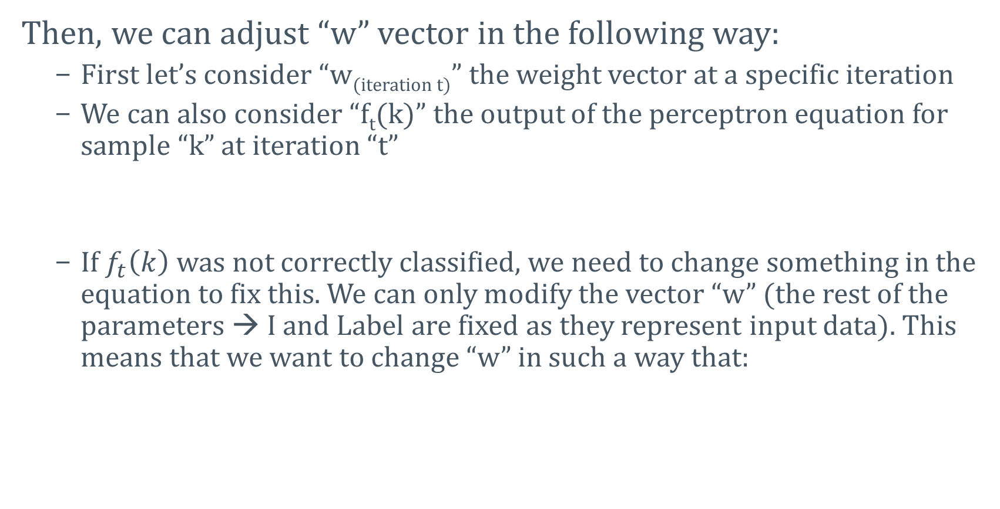 Then, we can adjust “w” vector in the following way:
– First let’s consider “w(iteration t)” the weight vector at a specific iteration
– We can also consider “ft(k)” the output of the perceptron equation for
sample “k” at iteration “t”
– If ft(k) was not correctly classified, we need to change something in the
equation to fix this. We can only modify the vector “w” (the rest of the
parameters → I and Label are fixed as they represent input data). This
means that we want to change “w” in such a way that: